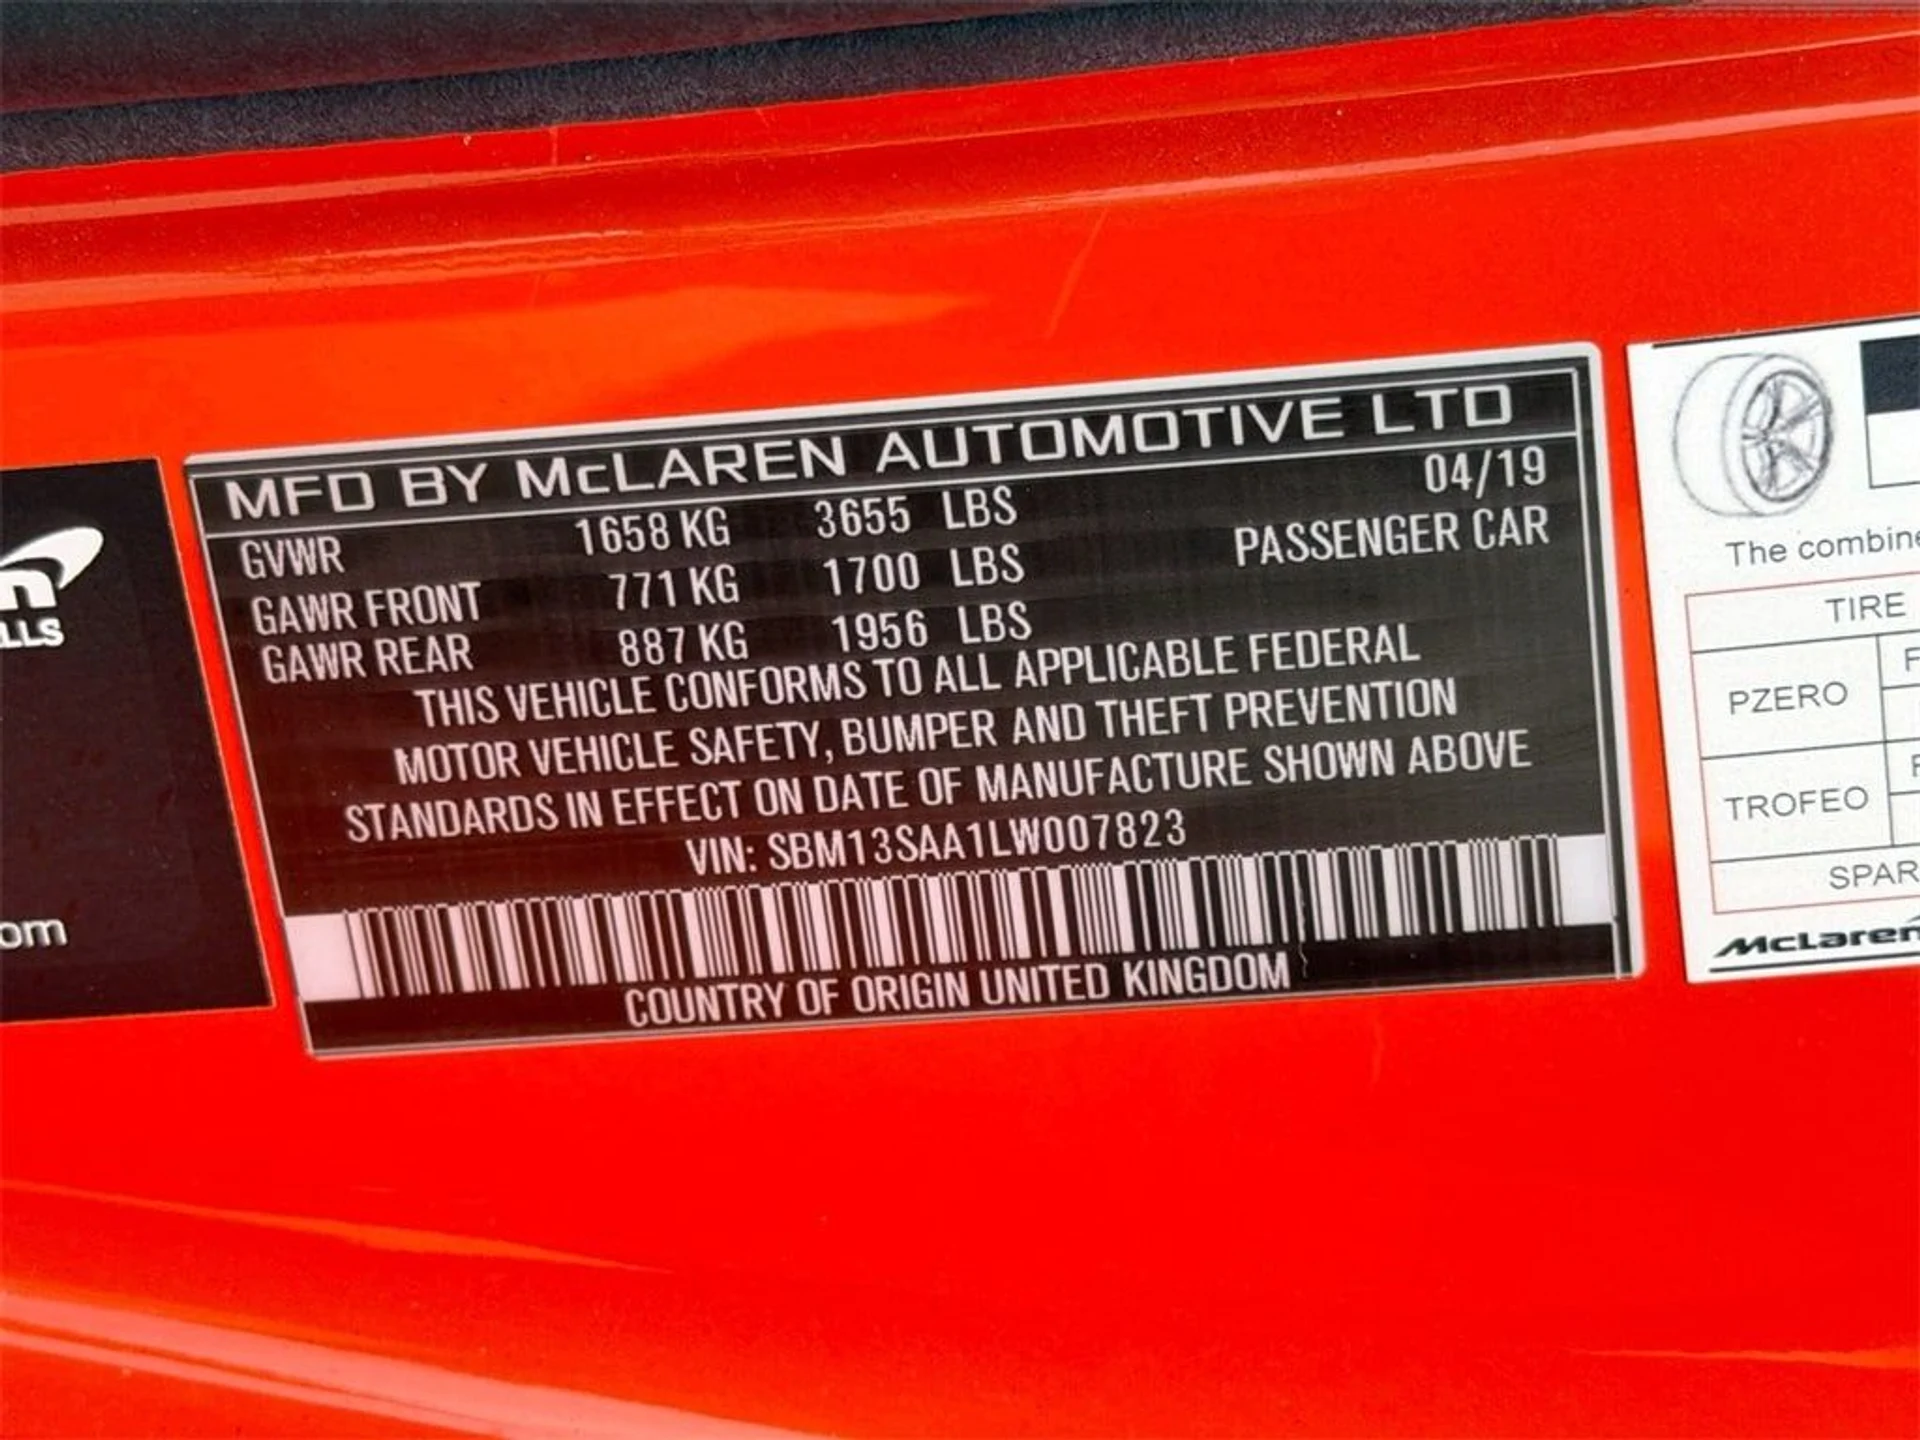 MFD BY McLAREN AUTOMOTIVE LTD
04/19
GVWR 1658 KG 3655 LBS
PASSENGER CAR
GAWR FRONT 771 KG 1700 LBS
GAWR REAR 887 KG 1956 LBS
THIS VEHICLE CONFORMS TO ALL APPLICABLE FEDERAL
MOTOR VEHICLE SAFETY, BUMPER AND THEFT PREVENTION
STANDARDS IN EFFECT ON DATE OF MANUFACTURE SHOWN ABOVE
VIN: SBM13SAA1LW007823
COUNTRY OF ORIGIN UNITED KINGDOM
The
TIRE
PZERO
TROFEO
McLaren